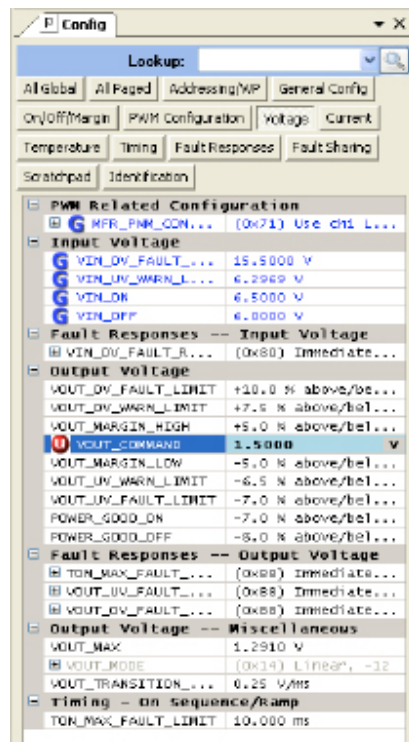 P Config
Lookup:
All Global All Paged Addressing/WP General Config
On/Off/Margin PWM Configuration Voltage Current
Temperature Timing Fault Responses Fault Sharing
Scratchpad Identification
PWM Related Configuration
G MFR_PWM_CON... (0x71) Use ch1 L...
Input Voltage
G VIN_OV_FAULT_... 15.5000 V
G VIN_UV_WARN_L... 6.2969 V
G VIN_ON 6.5000 V
G VIN_OFF 6.0000 V
Fault Responses -- Input Voltage
VIN_OV_FAULT_R... (0x80) Immediate...
Output Voltage
VOUT_OV_FAULT_LIMIT +10.0 % above/be...
VOUT_OV_WARN_LIMIT +7.5 % above/bel...
VOUT_MARGIN_HIGH +5.0 % above/bel...
U VOUT_COMMAND 1.5000 V
VOUT_MARGIN_LOW -5.0 % above/bel...
VOUT_UV_WARN_LIMIT -6.5 % above/bel...
VOUT_UV_FAULT_LIMIT -7.0 % above/bel...
POWER_GOOD_ON -7.0 % above/bel...
POWER_GOOD_OFF -8.0 % above/bel...
Fault Responses -- Output Voltage
TON_MAX_FAULT_... (0xB8) Immediate...
VOUT_UV_FAULT_... (0xB8) Immediate...
VOUT_OV_FAULT_... (0xB8) Immediate...
Output Voltage -- Miscellaneous
VOUT_MAX 1.2910 V
VOUT_MODE (0x14) Linear, -12
VOUT_TRANSITION_... 0.25 V/ms
Timing - On Sequence/Ramp
TON_MAX_FAULT_LIMIT 10.000 ms